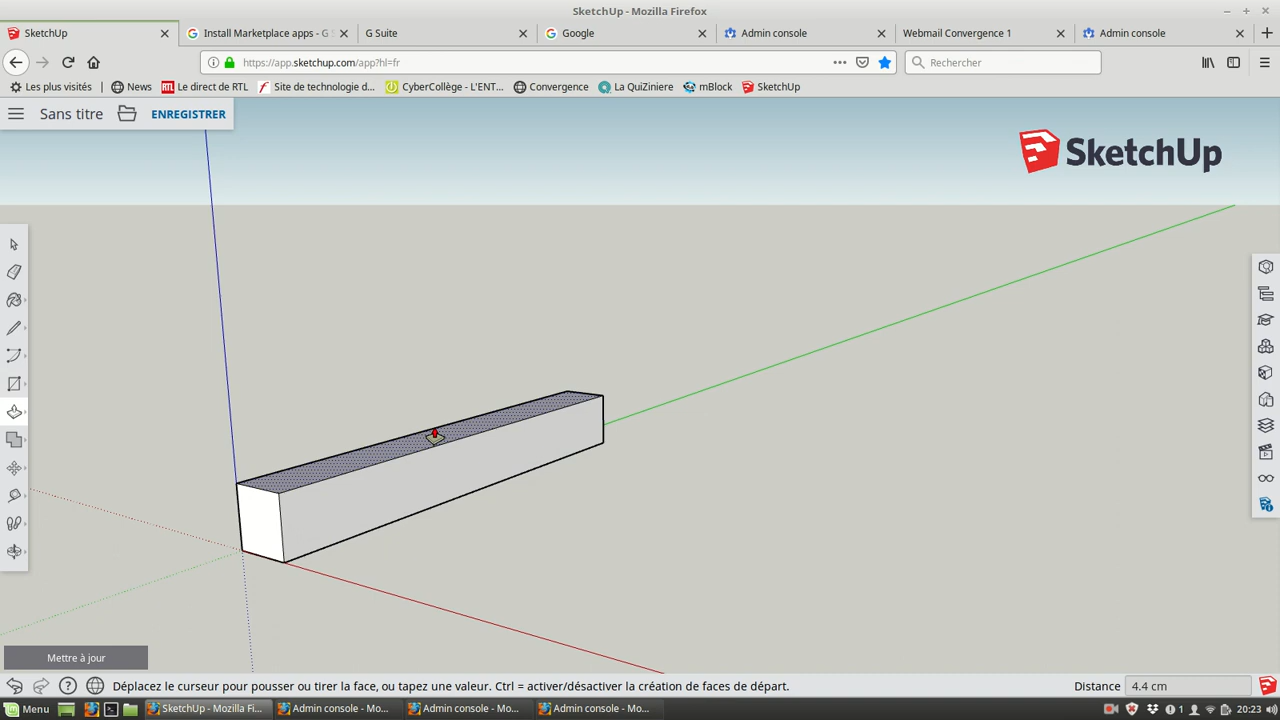 SketchUp - Mozilla Firefox
SketchUp
Install Marketplace apps - G S
G Suite
Google
Admin console
Webmail Convergence 1
Admin console
https://app.sketchup.com/app?hl=fr
Rechercher
Les plus visités
News
RTL Le direct de RTL
Site de technologie d...
CyberCollège - L'ENT...
Convergence
La QuiZiniere
mBlock
SketchUp
Sans titre
ENREGISTRER
SketchUp
Mettre à jour
Déplacez le curseur pour pousser ou tirer la face, ou tapez une valeur. Ctrl = activer/désactiver la création de faces de départ.
Distance 4.4 cm
Menu
SketchUp - Mozilla Fir...
Admin console - Mo...
Admin console - Mo...
Admin console - Mo...
1
20:23